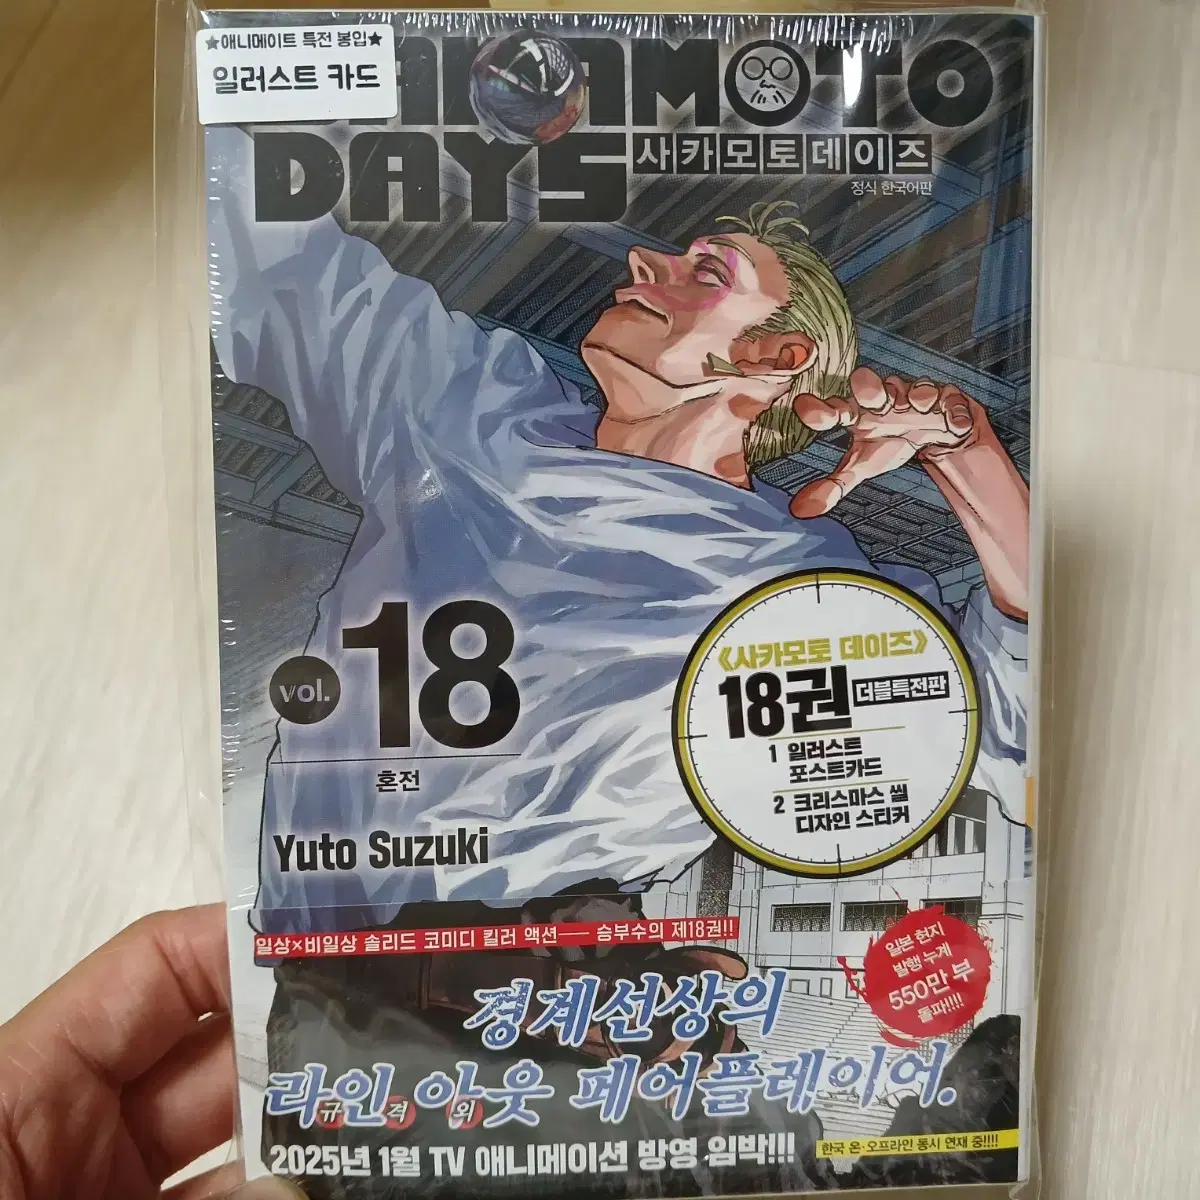 ★애니메이트 특전 봉입★
일러스트 카드
SAKAMOTO
DAYS
사카모토데이즈
정식 한국어판
vol. 18
혼전
Yuto Suzuki
《사카모토 데이즈》
18권 더블특전판
1 일러스트
포스트카드
2 크리스마스 씰
디자인 스티커
일상×비일상 솔리드 코미디 킬러 액션── 승부수의 제18권!!
일본 현지
발행 누계
550만 부
돌파!!!!
경계선상의
라인 아웃 페어플레이어.
규격외
2025년 1월 TV 애니메이션 방영 임박!!!
한국 온·오프라인 동시 연재 중!!!!